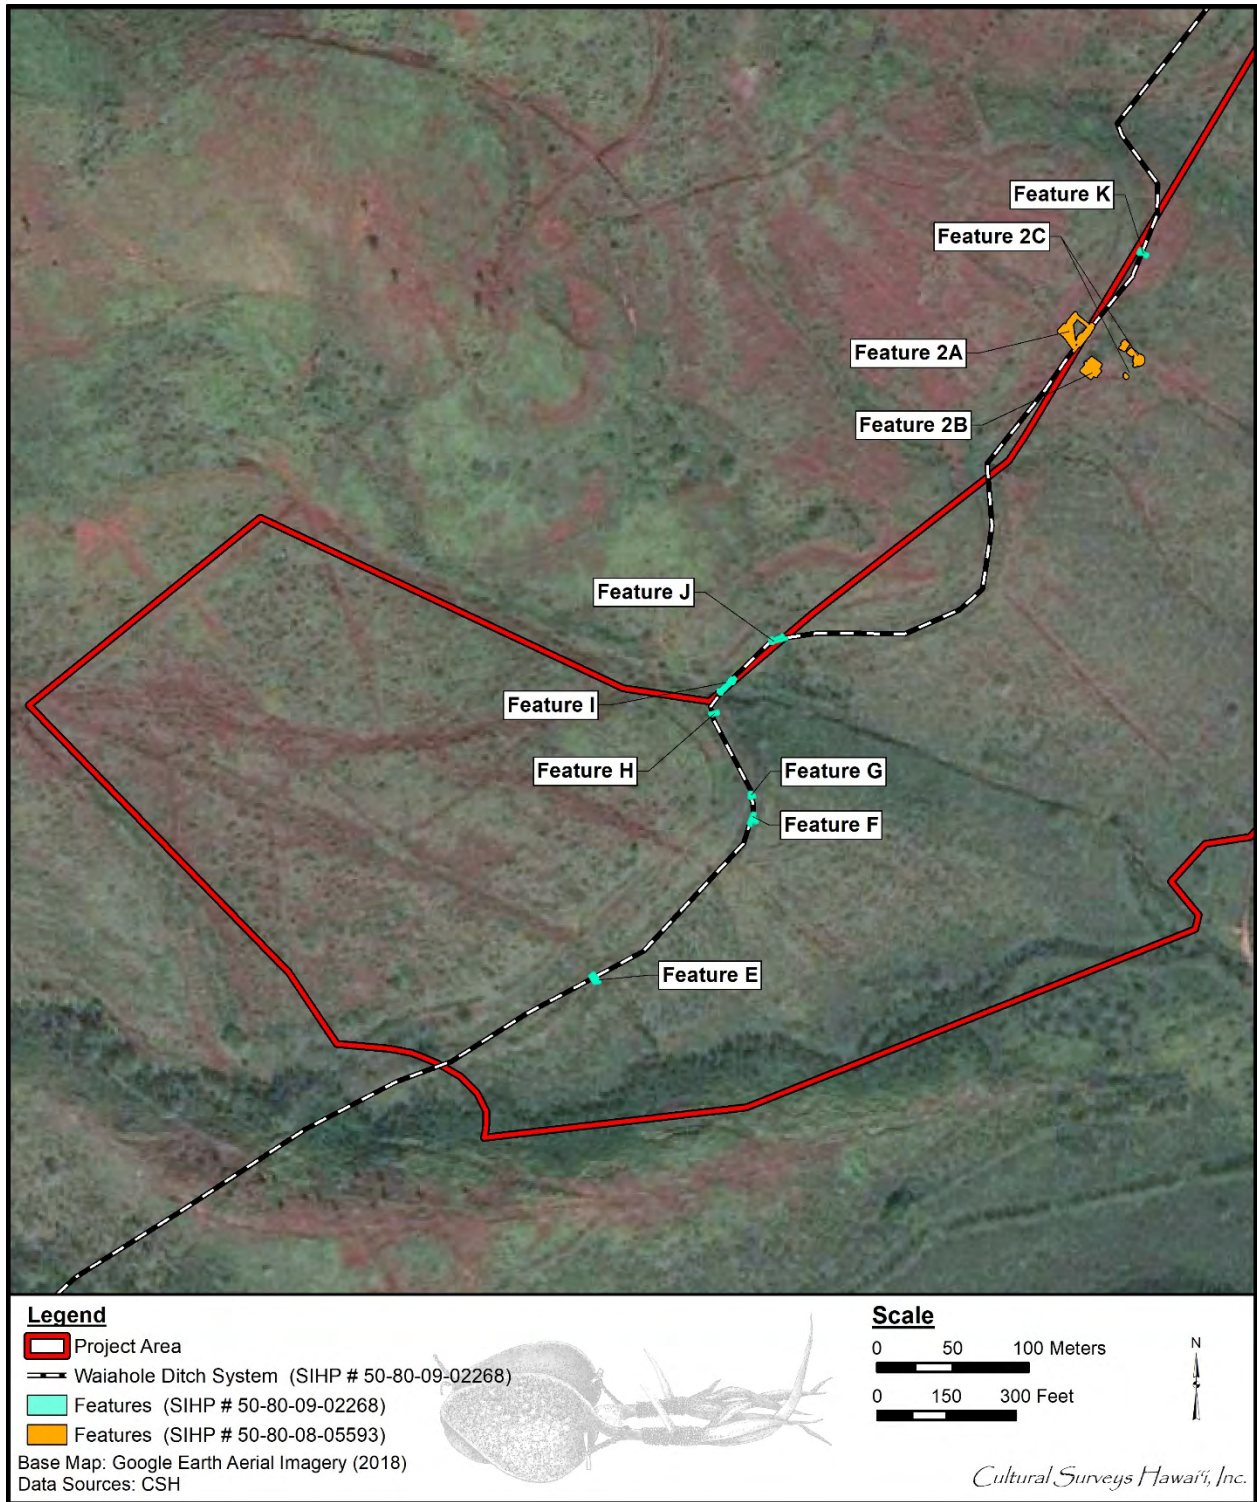 Feature K
Feature 2C
Feature 2A
Feature 2B
Feature J
Feature I
Feature H
Feature G
Feature F
Feature E
Legend
Project Area
Waiahole Ditch System (SIHP # 50-80-09-02268)
Features (SIHP # 50-80-09-02268)
Features (SIHP # 50-80-08-05593)
Base Map: Google Earth Aerial Imagery (2018)
Data Sources: CSH
Scale
0 50 100 Meters
0 150 300 Feet
N
Cultural Surveys Hawai‘i, Inc.